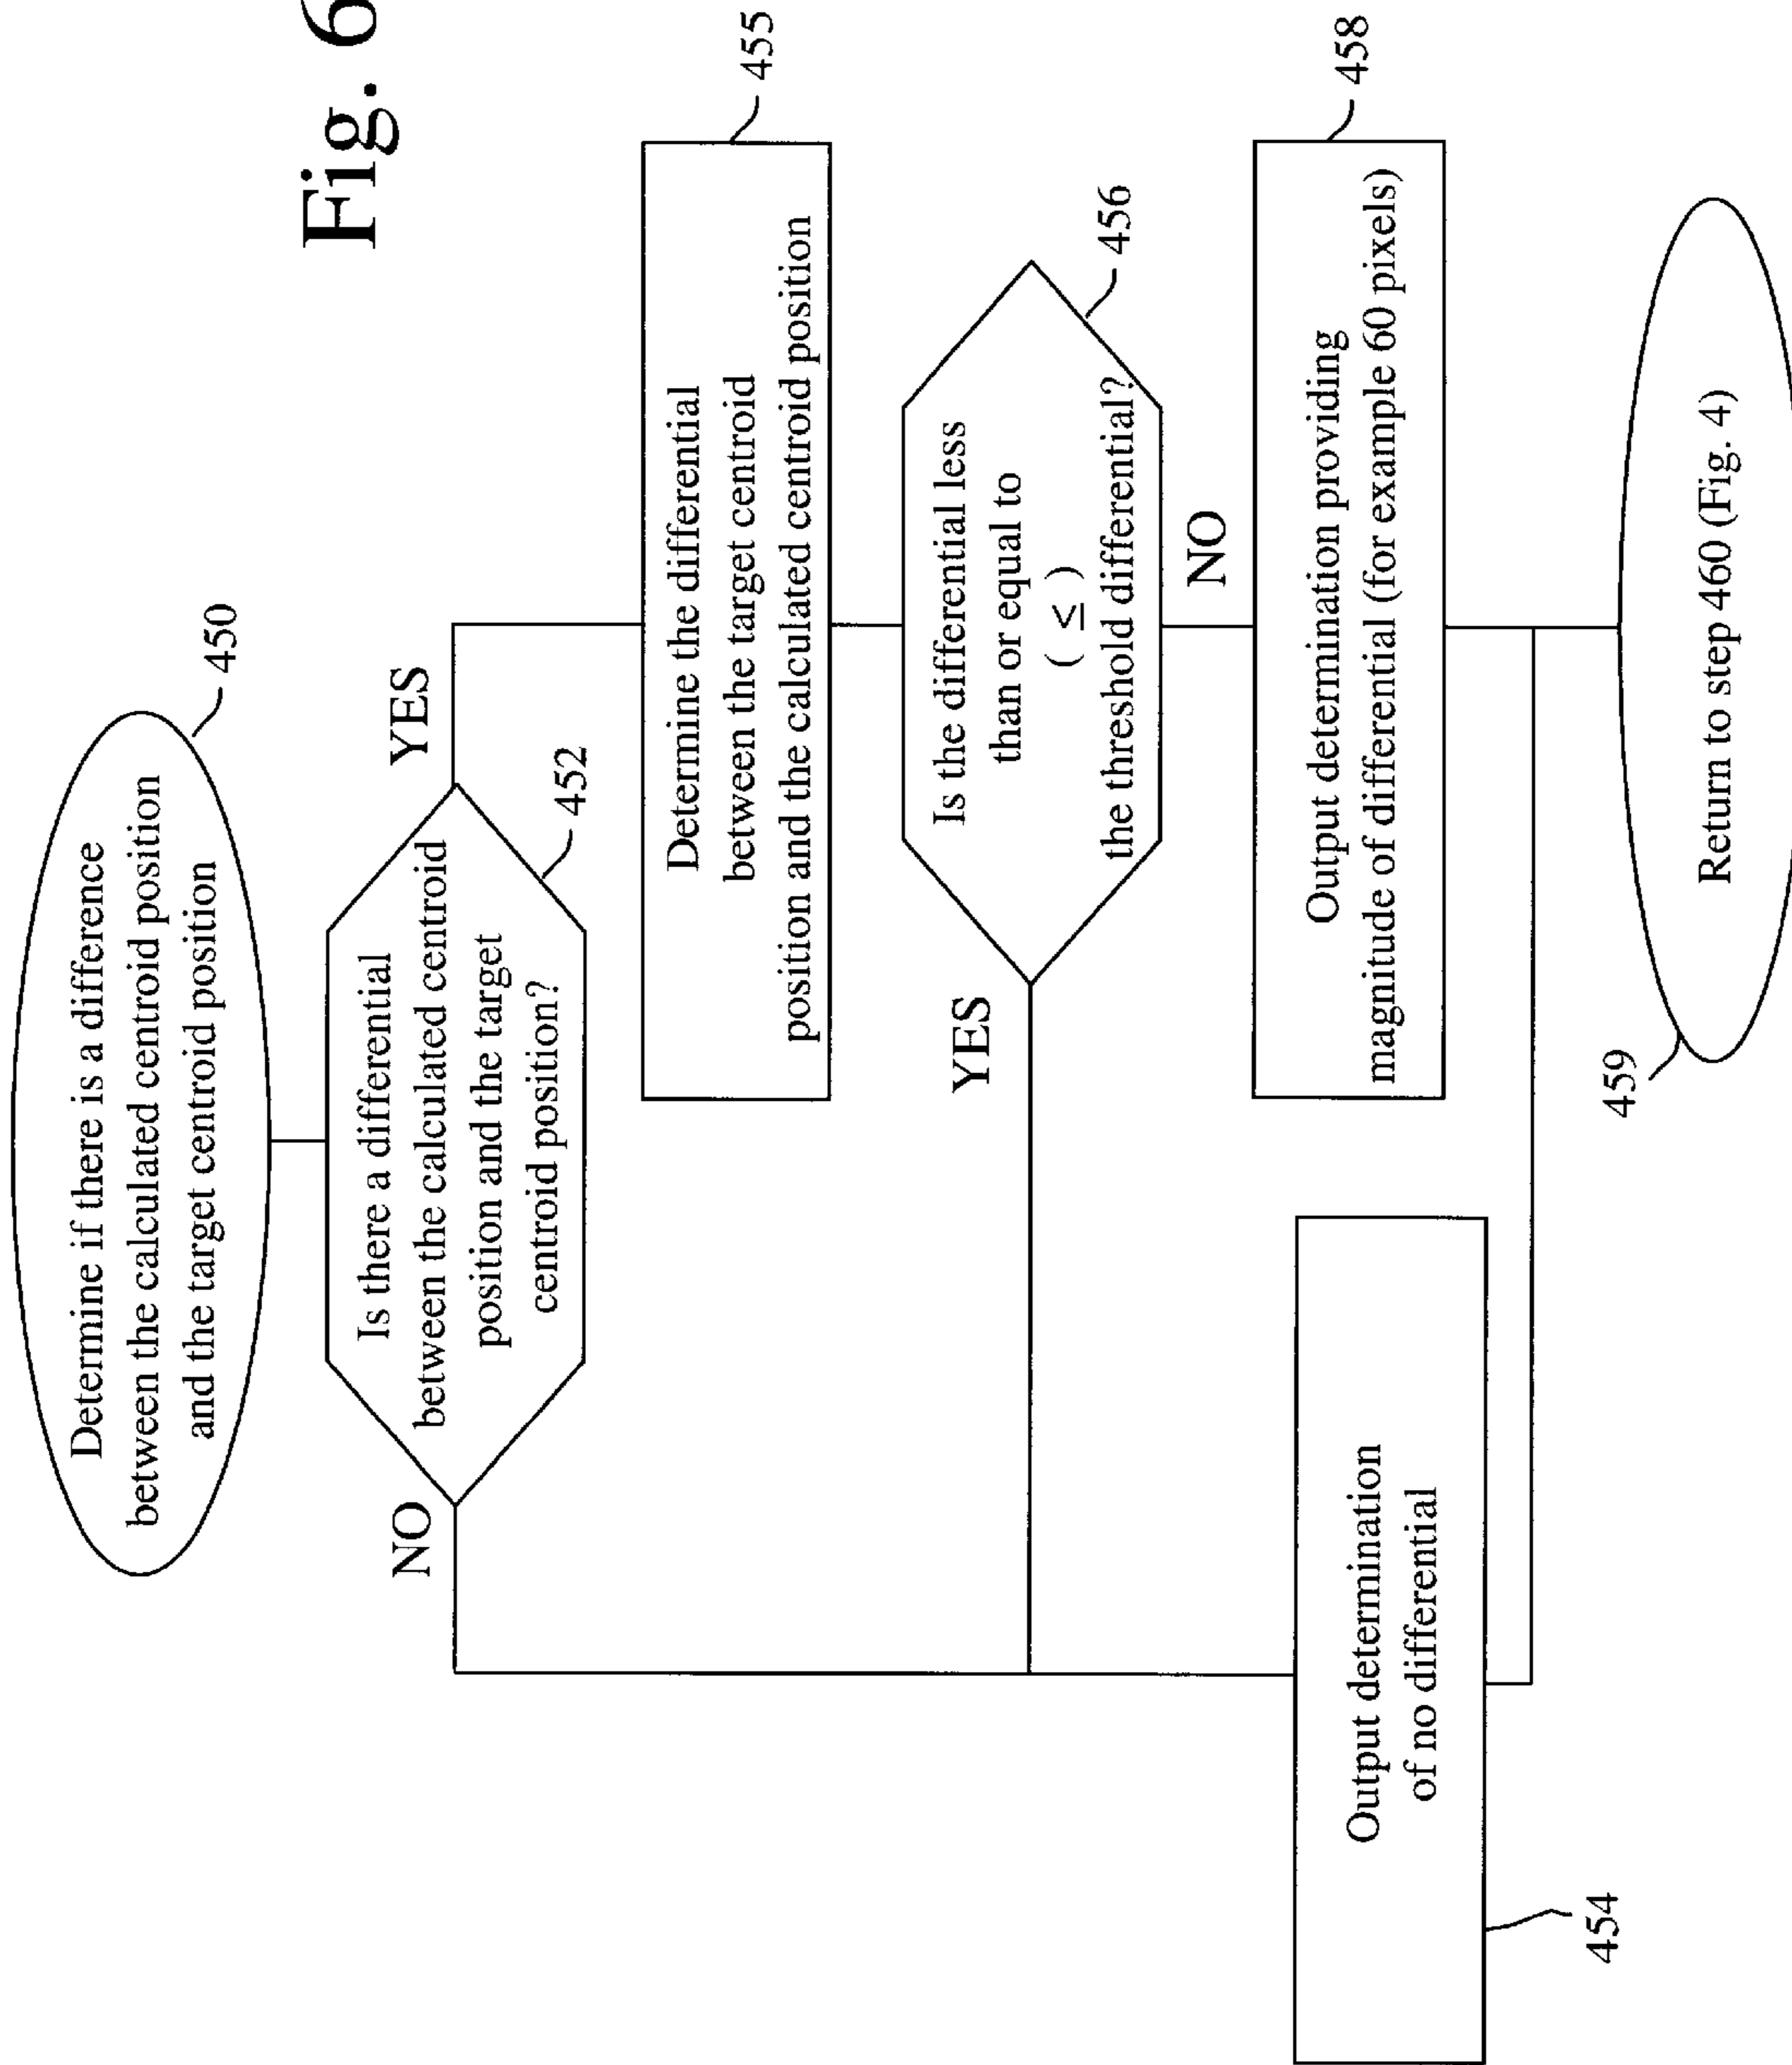 Fig. 6
Determine if there is a difference
between the calculated centroid position
and the target centroid position
450
Is there a differential
between the calculated centroid
position and the target
centroid position?
452
NO
YES
Determine the differential
between the target centroid
position and the calculated centroid position
455
Is the differential less
than or equal to
( ≤ )
the threshold differential?
456
YES
NO
Output determination providing
magnitude of differential (for example 60 pixels)
458
Output determination
of no differential
454
Return to step 460 (Fig. 4)
459